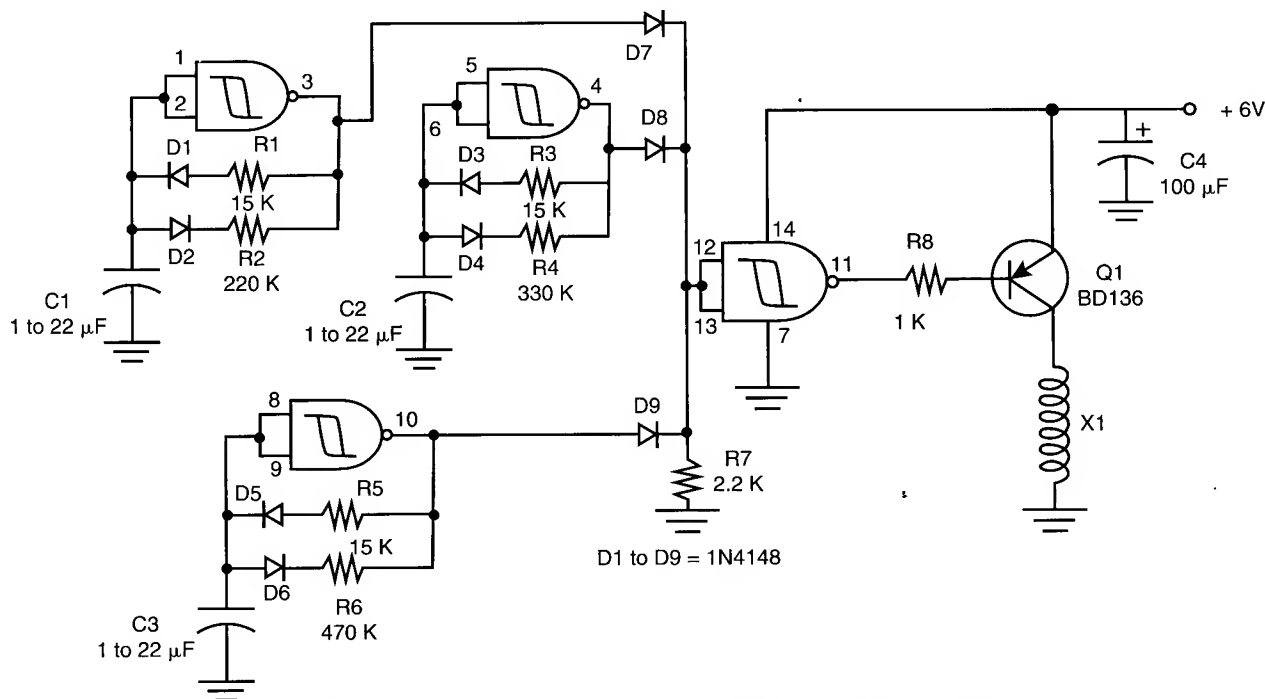 D7
1
2
3
D1
R1
15 K
D2
R2
220 K
C1
1 to 22 μF
5
6
4
D8
D3
R3
15 K
D4
R4
330 K
C2
1 to 22 μF
+ 6V
+
C4
100 μF
14
12
13
11
7
R8
1 K
Q1
BD136
X1
8
9
10
D9
D5
R5
15 K
D6
R6
470 K
C3
1 to 22 μF
R7
2.2 K
D1 to D9 = 1N4148